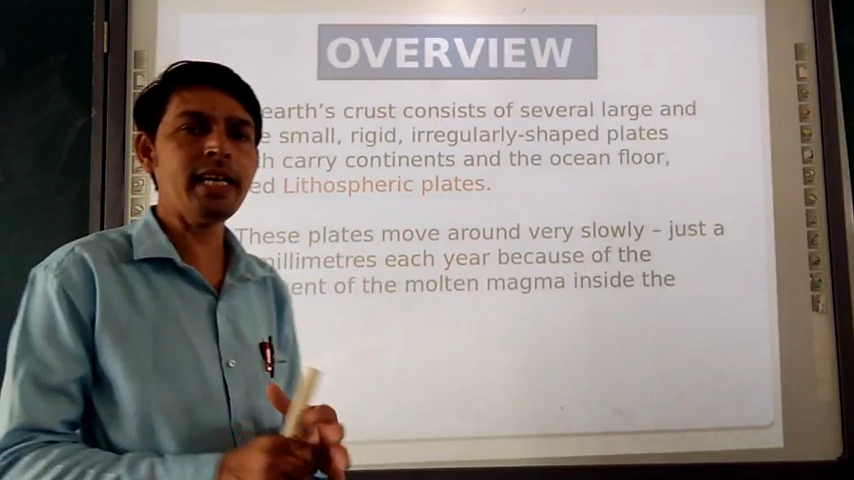 OVERVIEW
earth's crust consists of several large and
small, rigid, irregularly-shaped plates
carry continents and the ocean floor,
Lithospheric plates.
These plates move around very slowly – just a
millimetres each year because of the
of the molten magma inside the